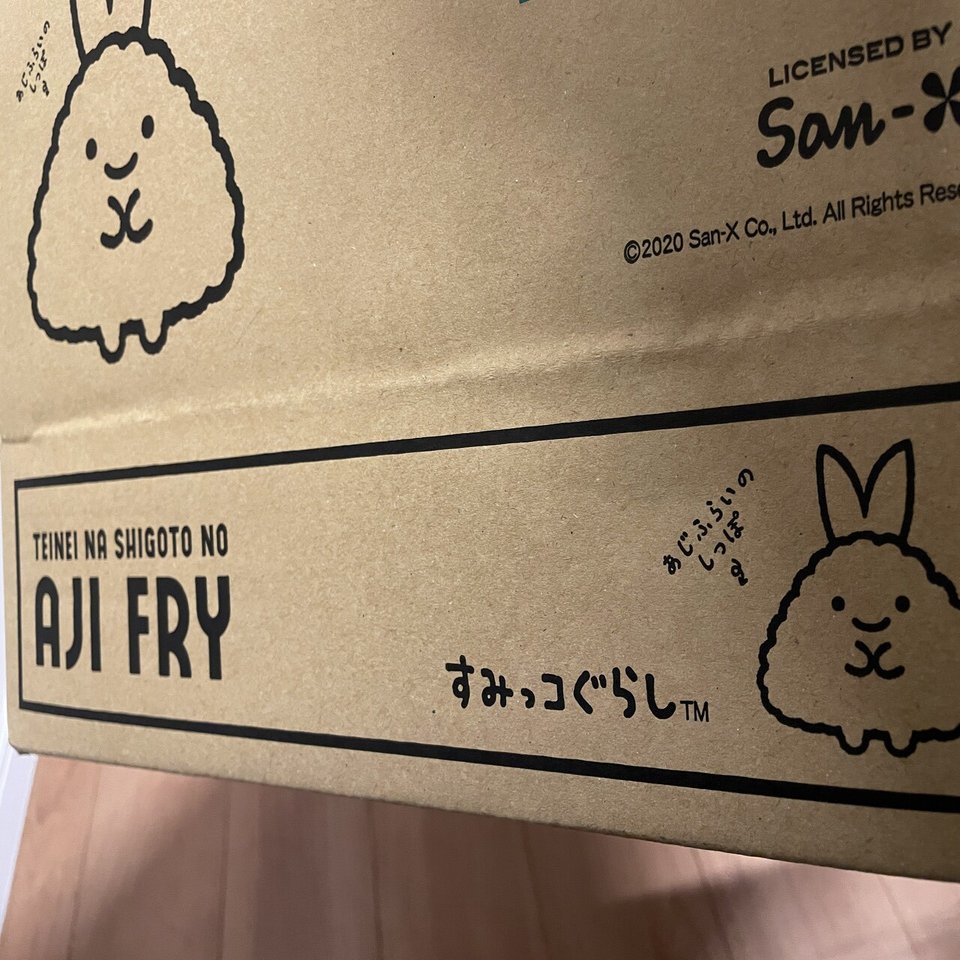 あじふらいの
しっぽ
LICENSED BY
San-X
©2020 San-X Co., Ltd. All Rights Rese
TEINEI NA SHIGOTO NO
AJI FRY
あじふらいの
しっぽ
すみっコぐらしTM